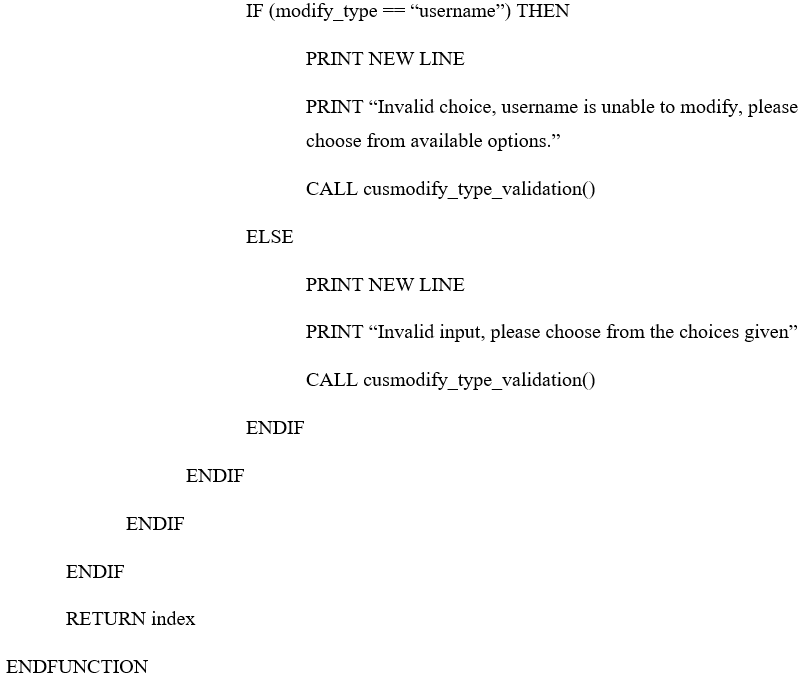 IF (modify_type == “username”) THEN
PRINT NEW LINE
PRINT “Invalid choice, username is unable to modify, please
choose from available options.”
CALL cusmodify_type_validation()
ELSE
PRINT NEW LINE
PRINT “Invalid input, please choose from the choices given”
CALL cusmodify_type_validation()
ENDIF
ENDIF
ENDIF
ENDIF
RETURN index
ENDFUNCTION